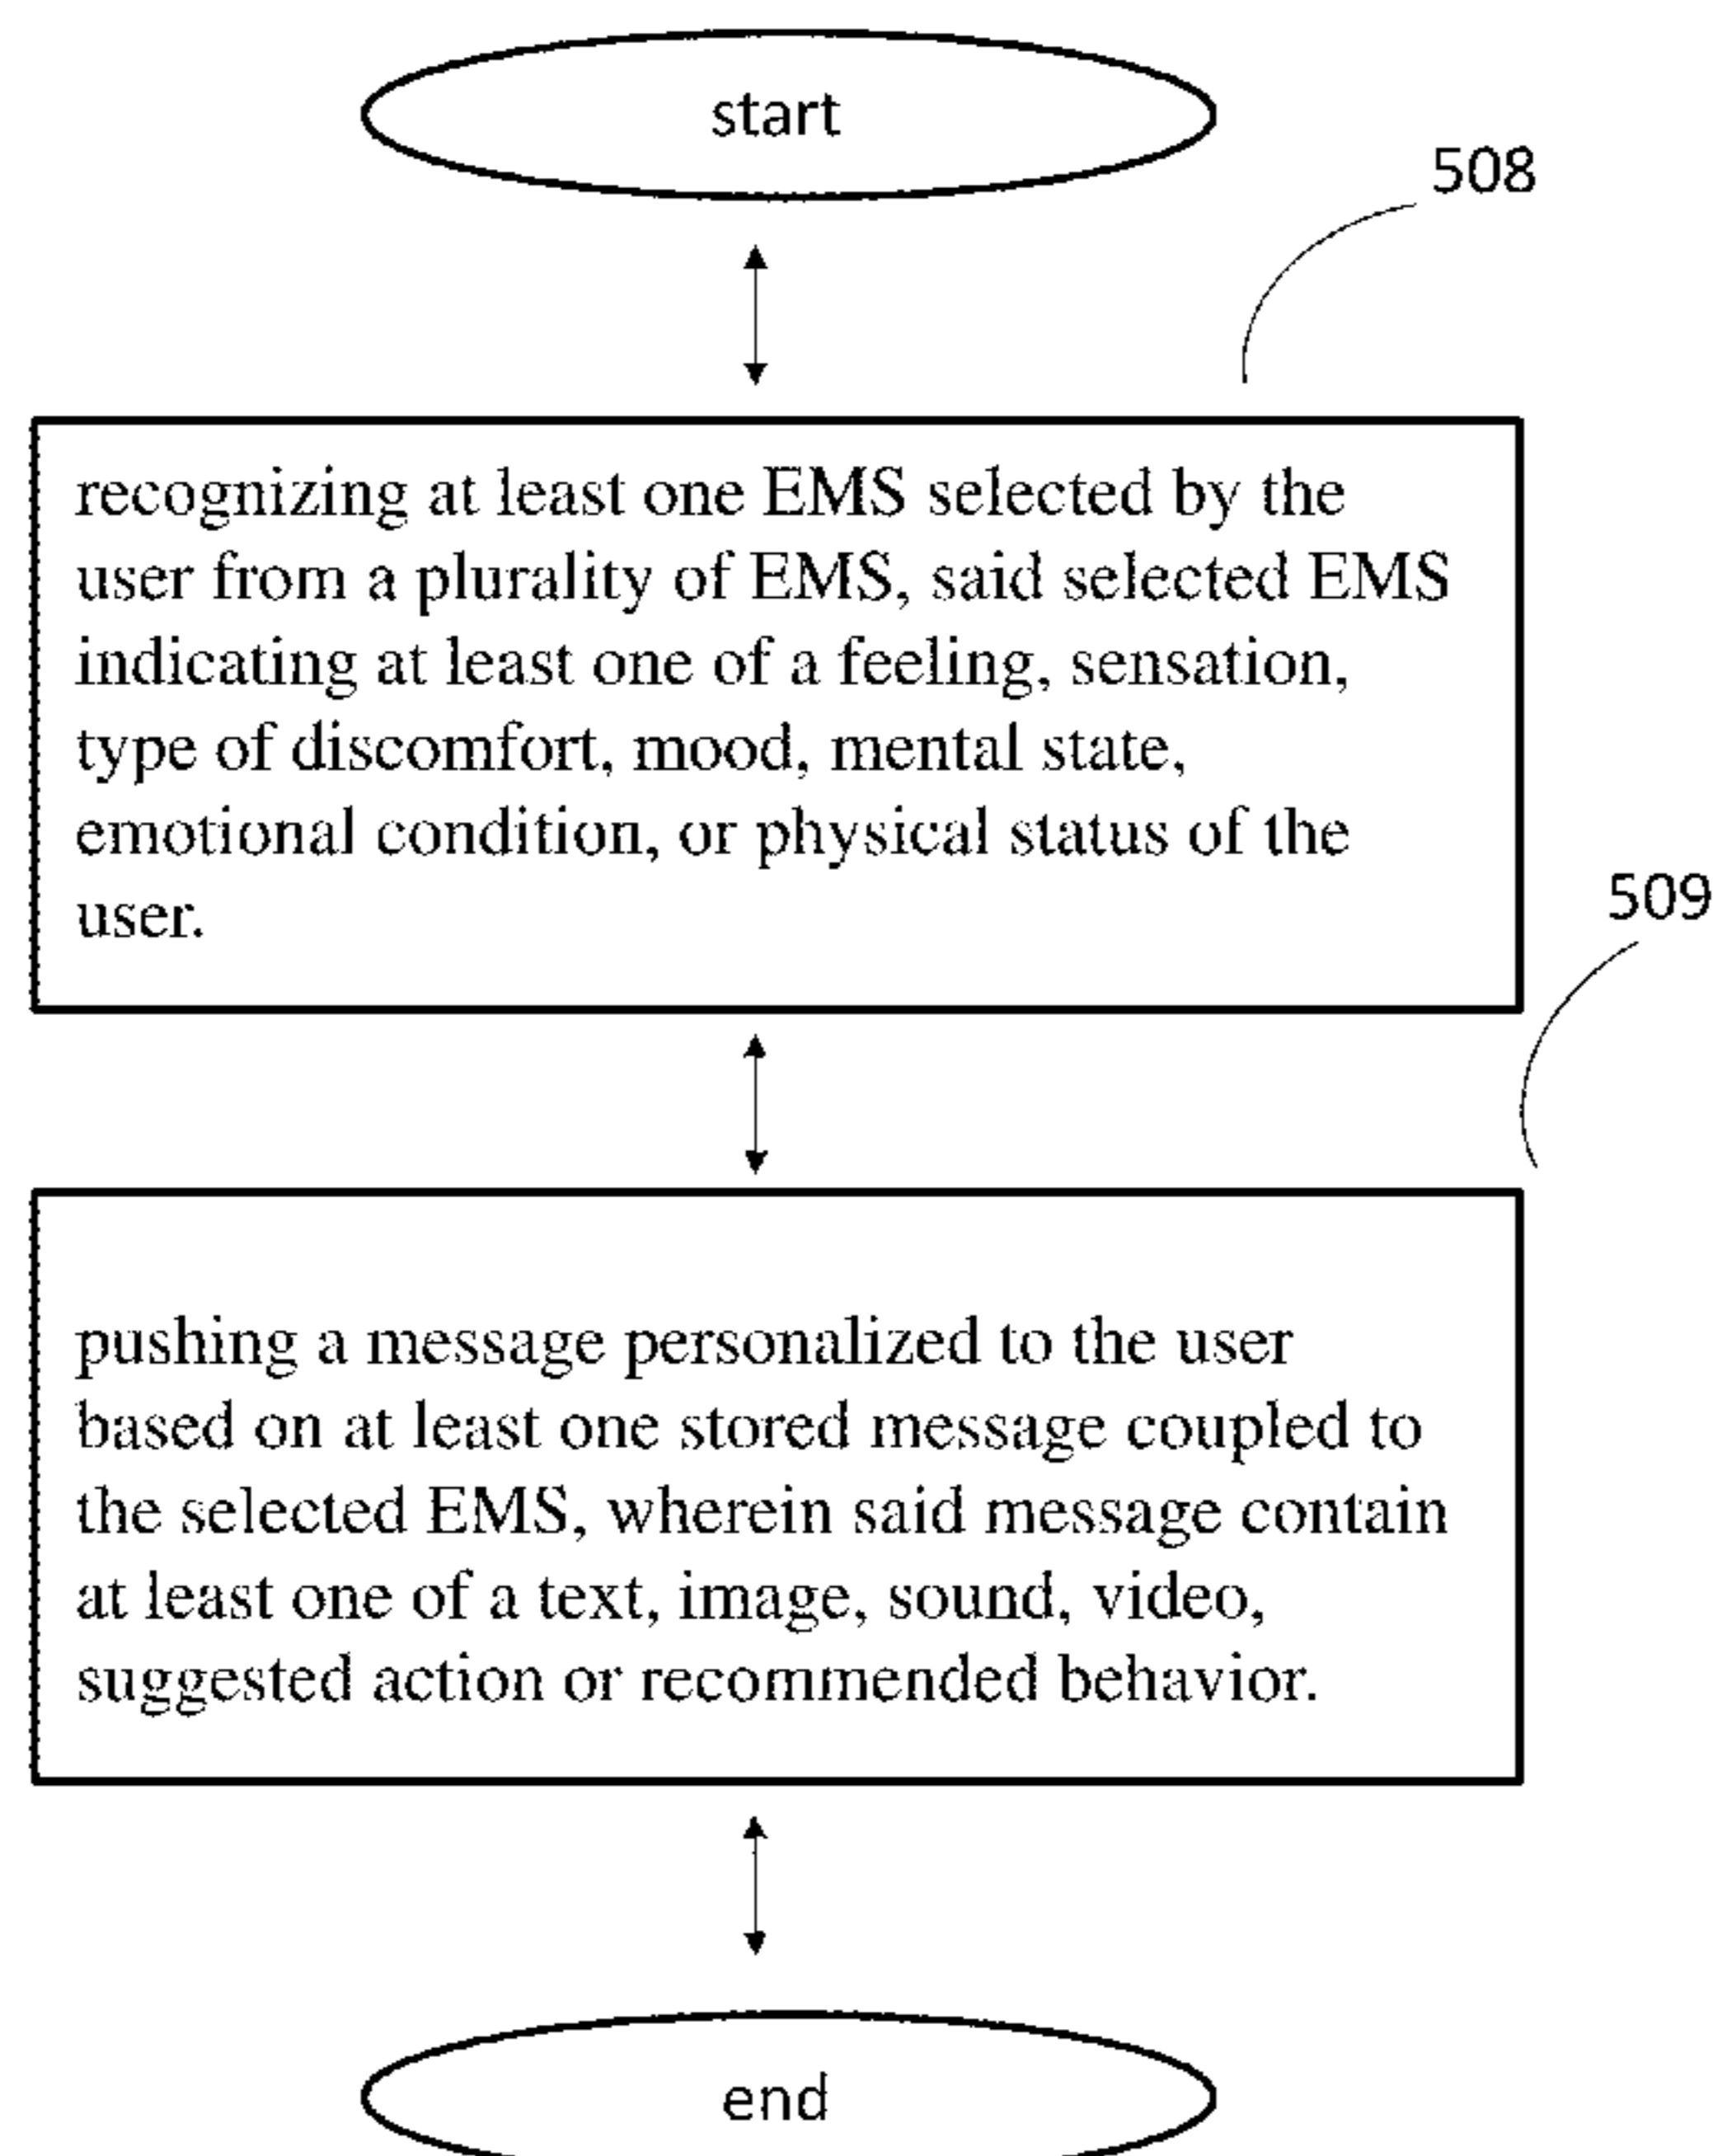 start
508
recognizing at least one EMS selected by the
user from a plurality of EMS, said selected EMS
indicating at least one of a feeling, sensation,
type of discomfort, mood, mental state,
emotional condition, or physical status of the
user.
509
pushing a message personalized to the user
based on at least one stored message coupled to
the selected EMS, wherein said message contain
at least one of a text, image, sound, video,
suggested action or recommended behavior.
end